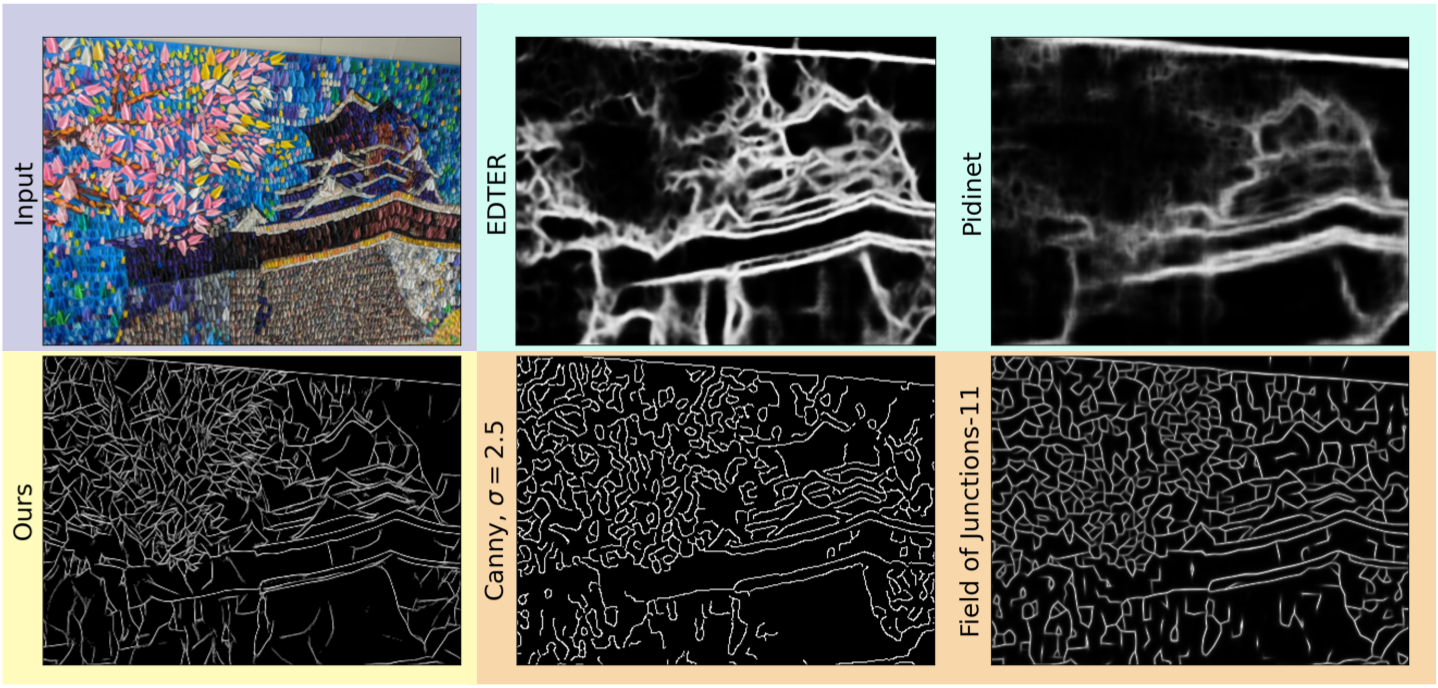 Input
EDTER
Pidinet
Ours
Canny, σ = 2.5
Field of Junctions-11